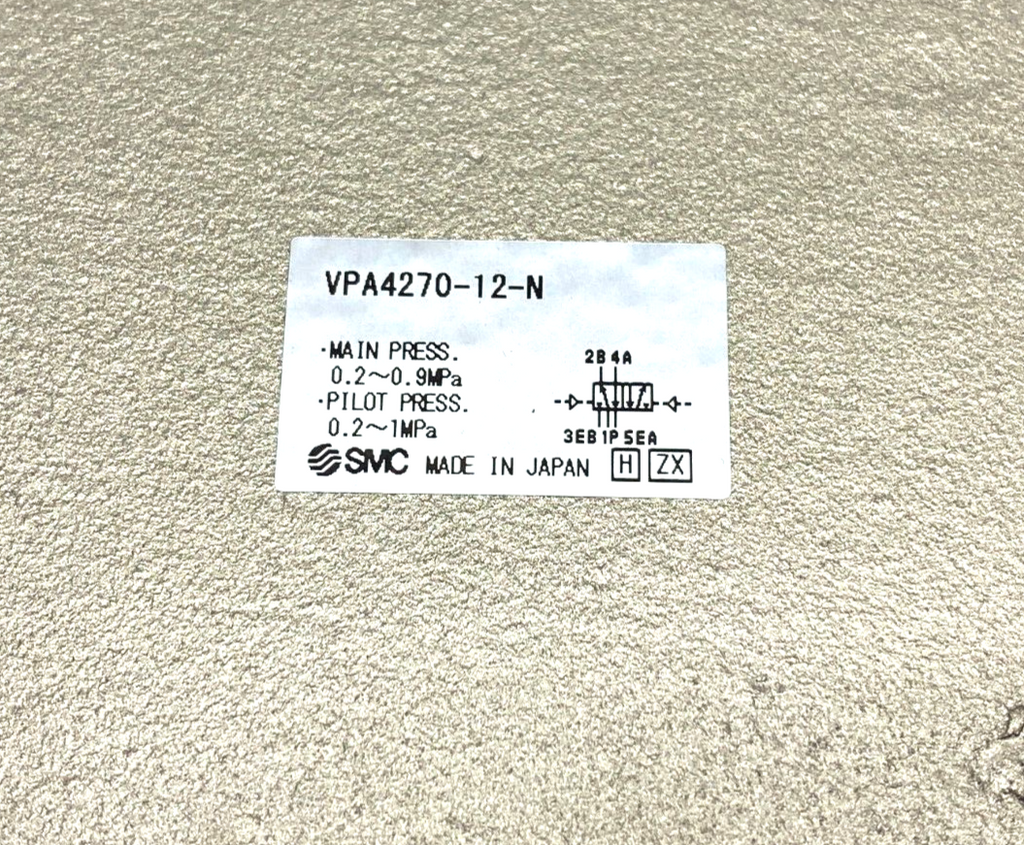 VPA4270-12-N
·MAIN PRESS.
0.2～0.9MPa
·PILOT PRESS.
0.2～1MPa
2B 4A
3EB 1P 5EA
SMC MADE IN JAPAN H ZX